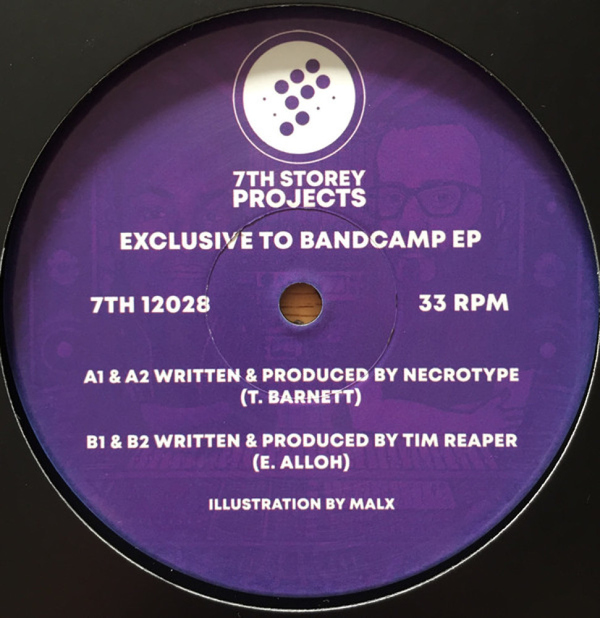 7TH STOREY
PROJECTS
EXCLUSIVE TO BANDCAMP EP
7TH 12028
33 RPM
A1 & A2 WRITTEN & PRODUCED BY NECROTYPE
(T. BARNETT)
B1 & B2 WRITTEN & PRODUCED BY TIM REAPER
(E. ALLOH)
ILLUSTRATION BY MALX